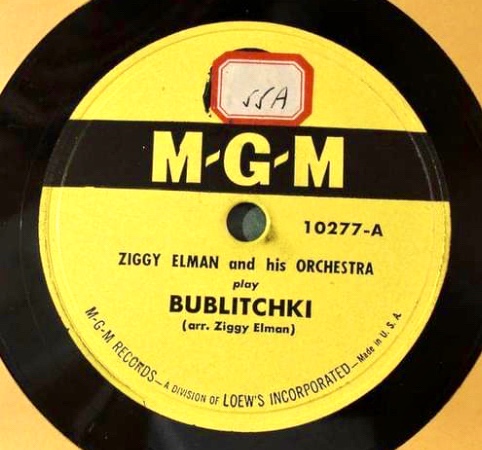 55A
M-G-M
10277-A
ZIGGY ELMAN and his ORCHESTRA
play
BUBLITCHKI
(arr. Ziggy Elman)
M-G-M RECORDS—A DIVISION OF LOEW'S INCORPORATED—Made in U. S. A.